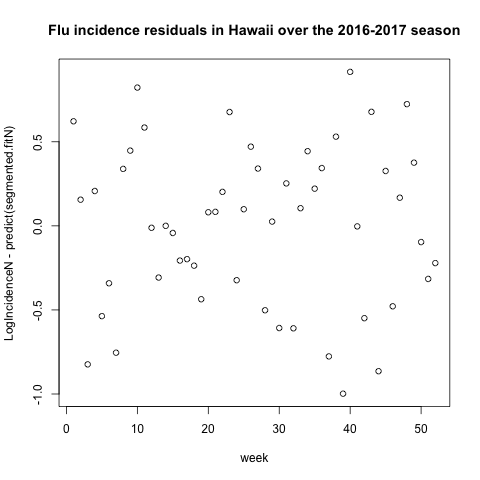 Flu incidence residuals in Hawaii over the 2016-2017 season
LogIncidenceN - predict(segmented.fitN)
0.5
0.0
-0.5
-1.0
0 10 20 30 40 50
week